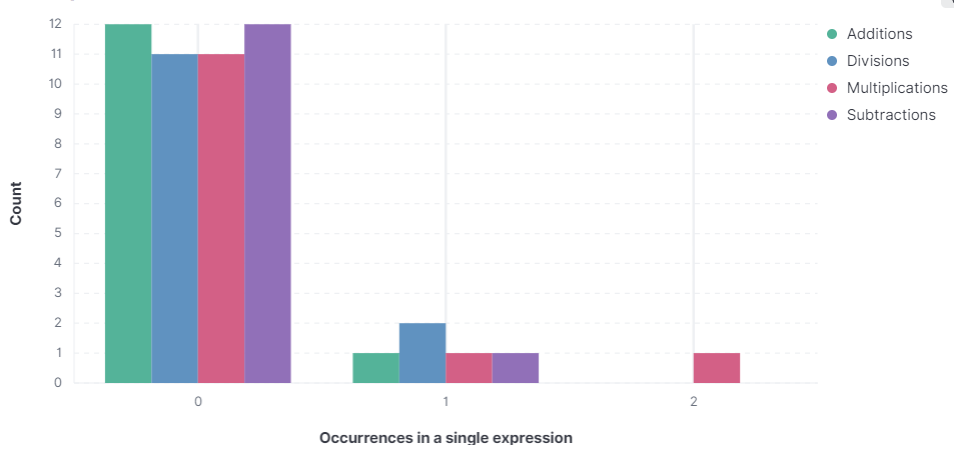 12
11
10
9
8
7
6
5
4
3
2
1
0
Count
0 1 2
Occurrences in a single expression
Additions
Divisions
Multiplications
Subtractions